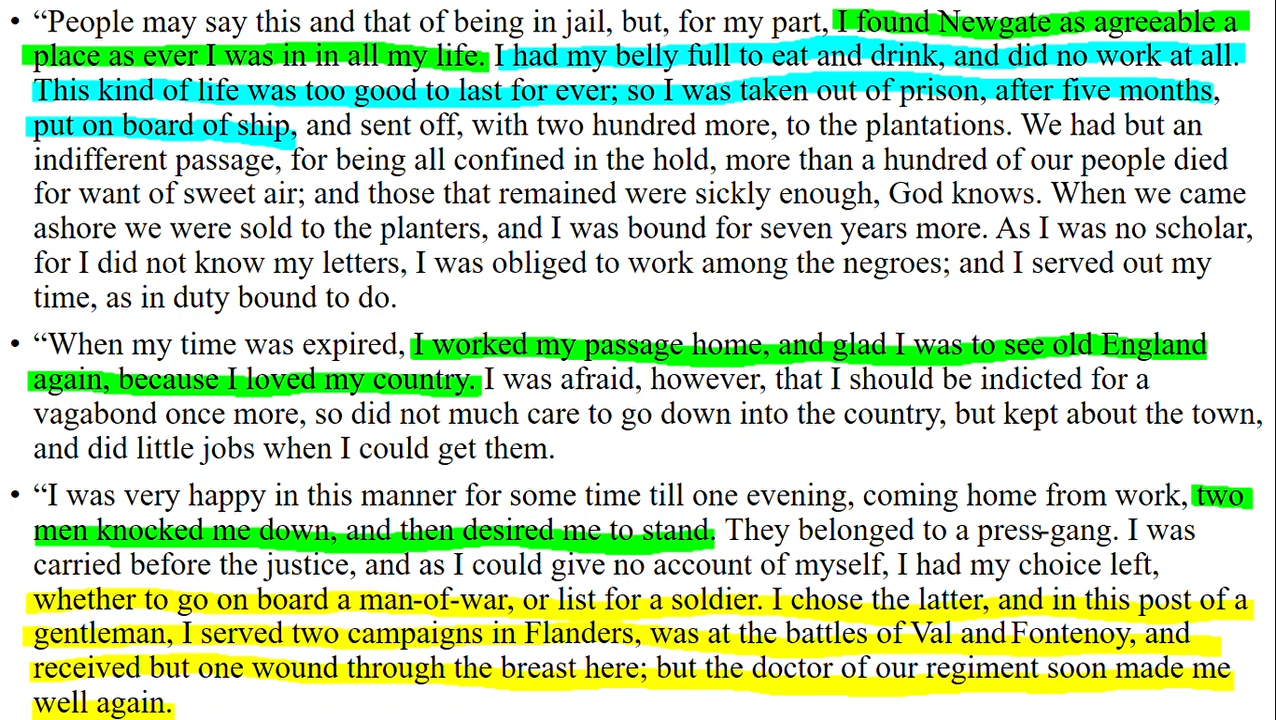 • “People may say this and that of being in jail, but, for my part, I found Newgate as agreeable a
place as ever I was in in all my life. I had my belly full to eat and drink, and did no work at all.
This kind of life was too good to last for ever; so I was taken out of prison, after five months,
put on board of ship, and sent off, with two hundred more, to the plantations. We had but an
indifferent passage, for being all confined in the hold, more than a hundred of our people died
for want of sweet air; and those that remained were sickly enough, God knows. When we came
ashore we were sold to the planters, and I was bound for seven years more. As I was no scholar,
for I did not know my letters, I was obliged to work among the negroes; and I served out my
time, as in duty bound to do.
• “When my time was expired, I worked my passage home, and glad I was to see old England
again, because I loved my country. I was afraid, however, that I should be indicted for a
vagabond once more, so did not much care to go down into the country, but kept about the town,
and did little jobs when I could get them.
• “I was very happy in this manner for some time till one evening, coming home from work, two
men knocked me down, and then desired me to stand. They belonged to a press-gang. I was
carried before the justice, and as I could give no account of myself, I had my choice left,
whether to go on board a man-of-war, or list for a soldier. I chose the latter, and in this post of a
gentleman, I served two campaigns in Flanders, was at the battles of Val and Fontenoy, and
received but one wound through the breast here; but the doctor of our regiment soon made me
well again.